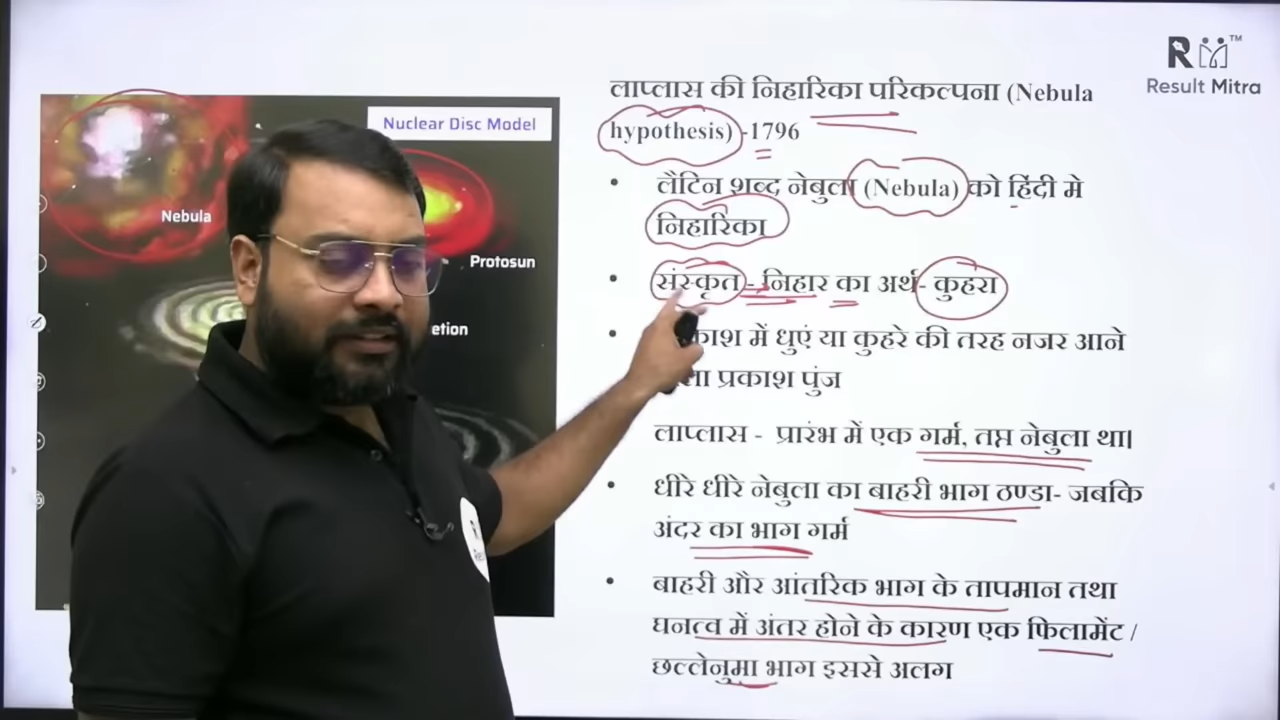 R TM
Result Mitra
लाप्लास की निहारिका परिकल्पना (Nebula
hypothesis) -1796
• लैटिन शब्द नेबुला (Nebula) को हिंदी मे
निहारिका
• संस्कृत - निहार का अर्थ- कुहरा
• में धुएं या कुहरे की तरह नजर आने
प्रकाश पुंज
लाप्लास - प्रारंभ में एक गर्म, तप्त नेबुला था।
• धीरे धीरे नेबुला का बाहरी भाग ठण्डा- जबकि
अंदर का भाग गर्म
• बाहरी और आंतरिक भाग के तापमान तथा
घनत्व में अंतर होने के कारण एक फिलामेंट /
छल्लेनुमा भाग इससे अलग
Nuclear Disc Model
Nebula
Protosun